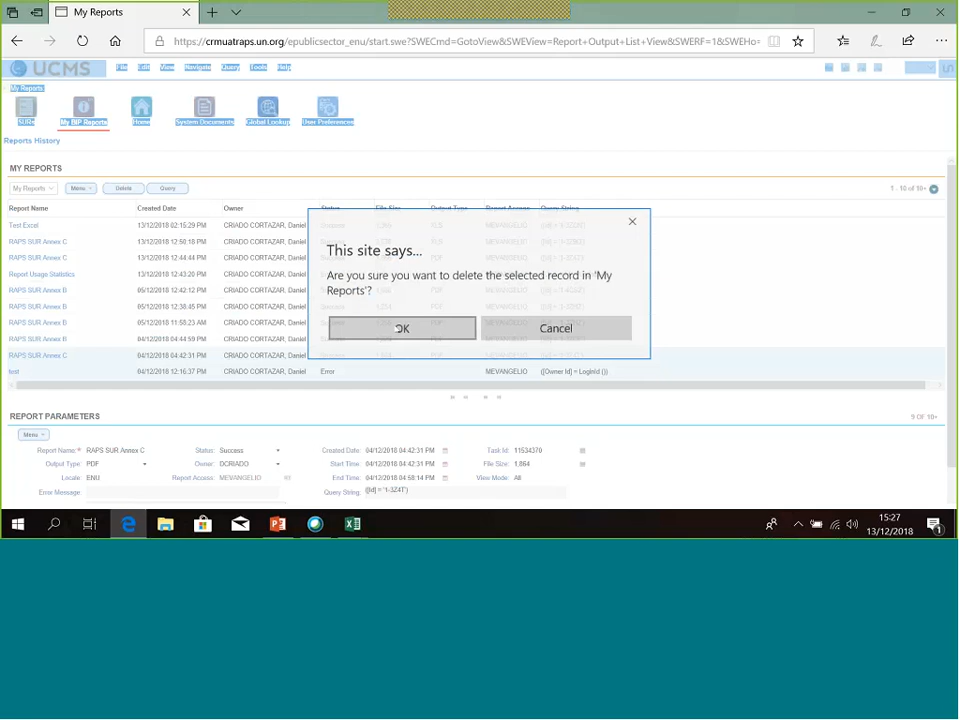 My Reports
https://crmuatraps.un.org/epublicsector_enu/start.swe?SWECmd=GotoView&SWEView=Report+Output+List+View&SWERF=1&SWEHo=
UCMS File Edit View Navigate Query Tools Help
My Reports
SURs My BIP Reports Home System Documents Global Lookup User Preferences
Reports History
MY REPORTS
My Reports Menu Delete Query 1 - 10 of 10+
Report Name Created Date Owner Status File Size Output Type Report Access Query String
Test Excel 13/12/2018 02:15:29 PM CRIADO CORTAZAR, Daniel
RAPS SUR Annex C 13/12/2018 12:50:18 PM CRIADO CORTAZAR, Daniel
RAPS SUR Annex C 13/12/2018 12:44:44 PM CRIADO CORTAZAR, Daniel
Report Usage Statistics 13/12/2018 12:43:20 PM CRIADO CORTAZAR, Daniel
RAPS SUR Annex B 05/12/2018 12:42:12 PM CRIADO CORTAZAR, Daniel
RAPS SUR Annex B 05/12/2018 12:38:45 PM CRIADO CORTAZAR, Daniel
RAPS SUR Annex B 05/12/2018 11:58:23 AM CRIADO CORTAZAR, Daniel
RAPS SUR Annex B 04/12/2018 04:44:59 PM CRIADO CORTAZAR, Daniel
RAPS SUR Annex C 04/12/2018 04:42:31 PM CRIADO CORTAZAR, Daniel
test 04/12/2018 12:16:37 PM CRIADO CORTAZAR, Daniel Error MEVANGELIO ([Owner Id] = LoginId ())
This site says...
Are you sure you want to delete the selected record in 'My
Reports'?
OK Cancel
REPORT PARAMETERS 9 OF 10+
Menu
Report Name:* RAPS SUR Annex C Status: Success Created Date: 04/12/2018 04:42:31 PM Task Id: 11534370
Output Type: PDF Owner: DCRIADO Start Time: 04/12/2018 04:42:31 PM File Size: 1,864
Locale: ENU Report Access: MEVANGELIO End Time: 04/12/2018 04:58:14 PM View Mode: All
Error Message: Query String: ([Id] = '1-3Z4T')
15:27
13/12/2018
1